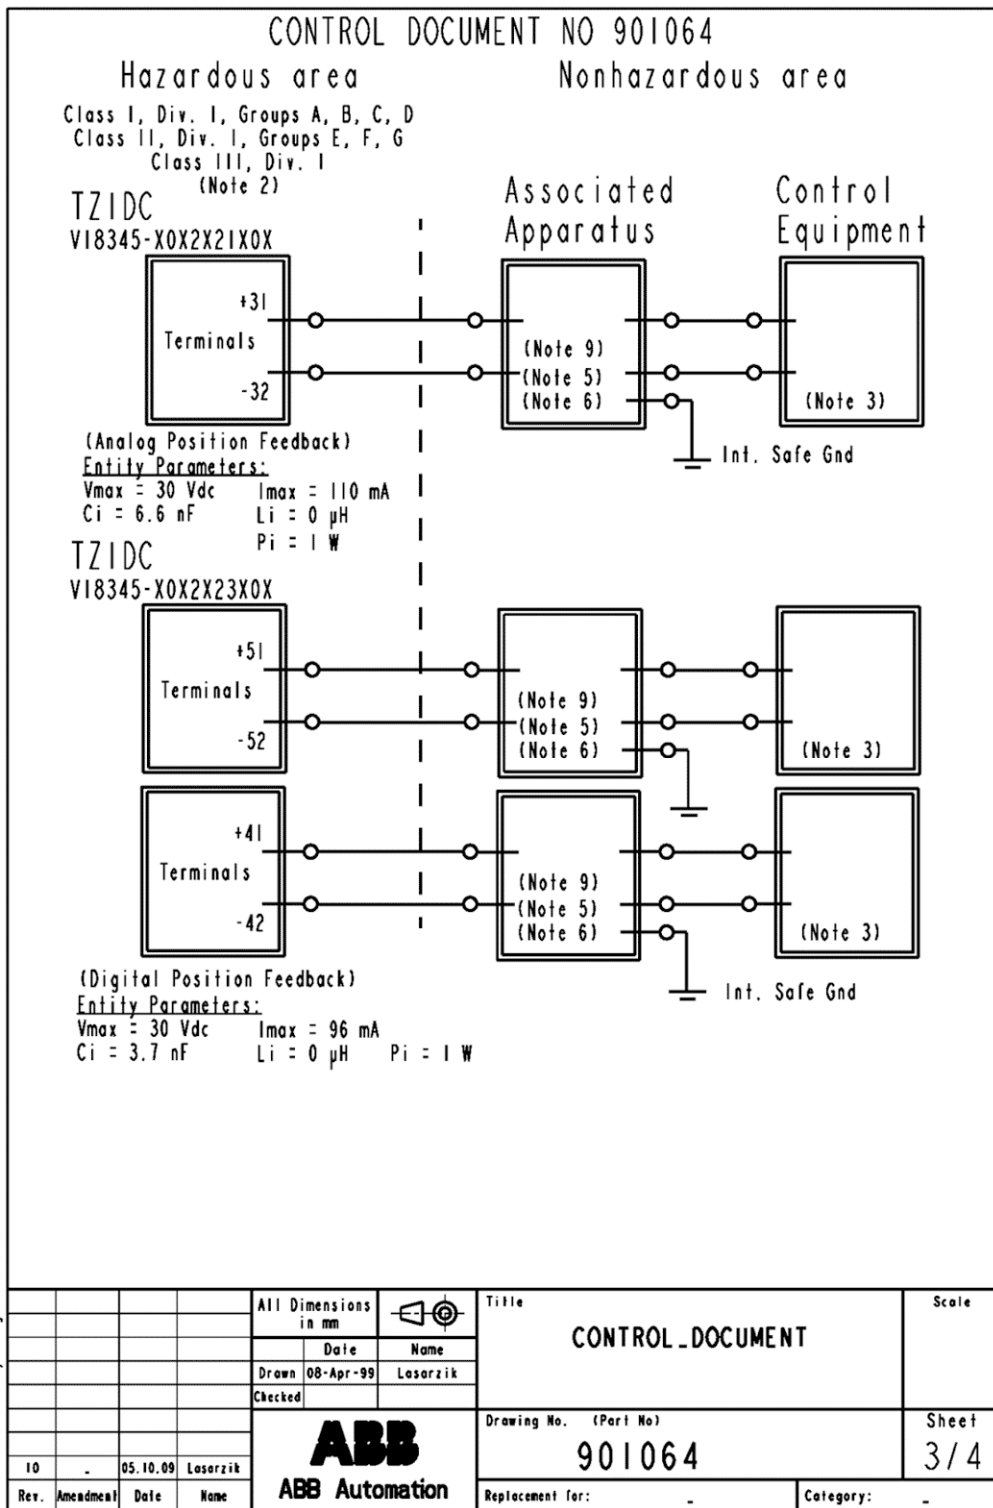 CONTROL DOCUMENT NO 901064
Hazardous area
Nonhazardous area
Class I, Div. I, Groups A, B, C, D
Class II, Div. I, Groups E, F, G
Class III, Div. I
(Note 2)
TZIDC
V18345-X0X2X21X0X
Associated
Apparatus
Control
Equipment
+31
Terminals
-32
(Note 9)
(Note 5)
(Note 6)
(Note 3)
Int. Safe Gnd
(Analog Position Feedback)
Entity Parameters:
Vmax = 30 Vdc Imax = 110 mA
Ci = 6.6 nF Li = 0 µH
Pi = 1 W
TZIDC
V18345-X0X2X23X0X
+51
Terminals
-52
(Note 9)
(Note 5)
(Note 6)
(Note 3)
+41
Terminals
-42
(Note 9)
(Note 5)
(Note 6)
(Note 3)
Int. Safe Gnd
(Digital Position Feedback)
Entity Parameters:
Vmax = 30 Vdc Imax = 96 mA
Ci = 3.7 nF Li = 0 µH Pi = 1 W
All Dimensions
in mm
Date Name
Drawn 08-Apr-99 Lasarzik
Checked
Title
CONTROL_DOCUMENT
Scale
ABB
ABB Automation
Drawing No. (Part No)
901064
Sheet
3/4
10 - 05.10.09 Lasarzik
Rev. Amendment Date Name
Replacement for: -
Category: -